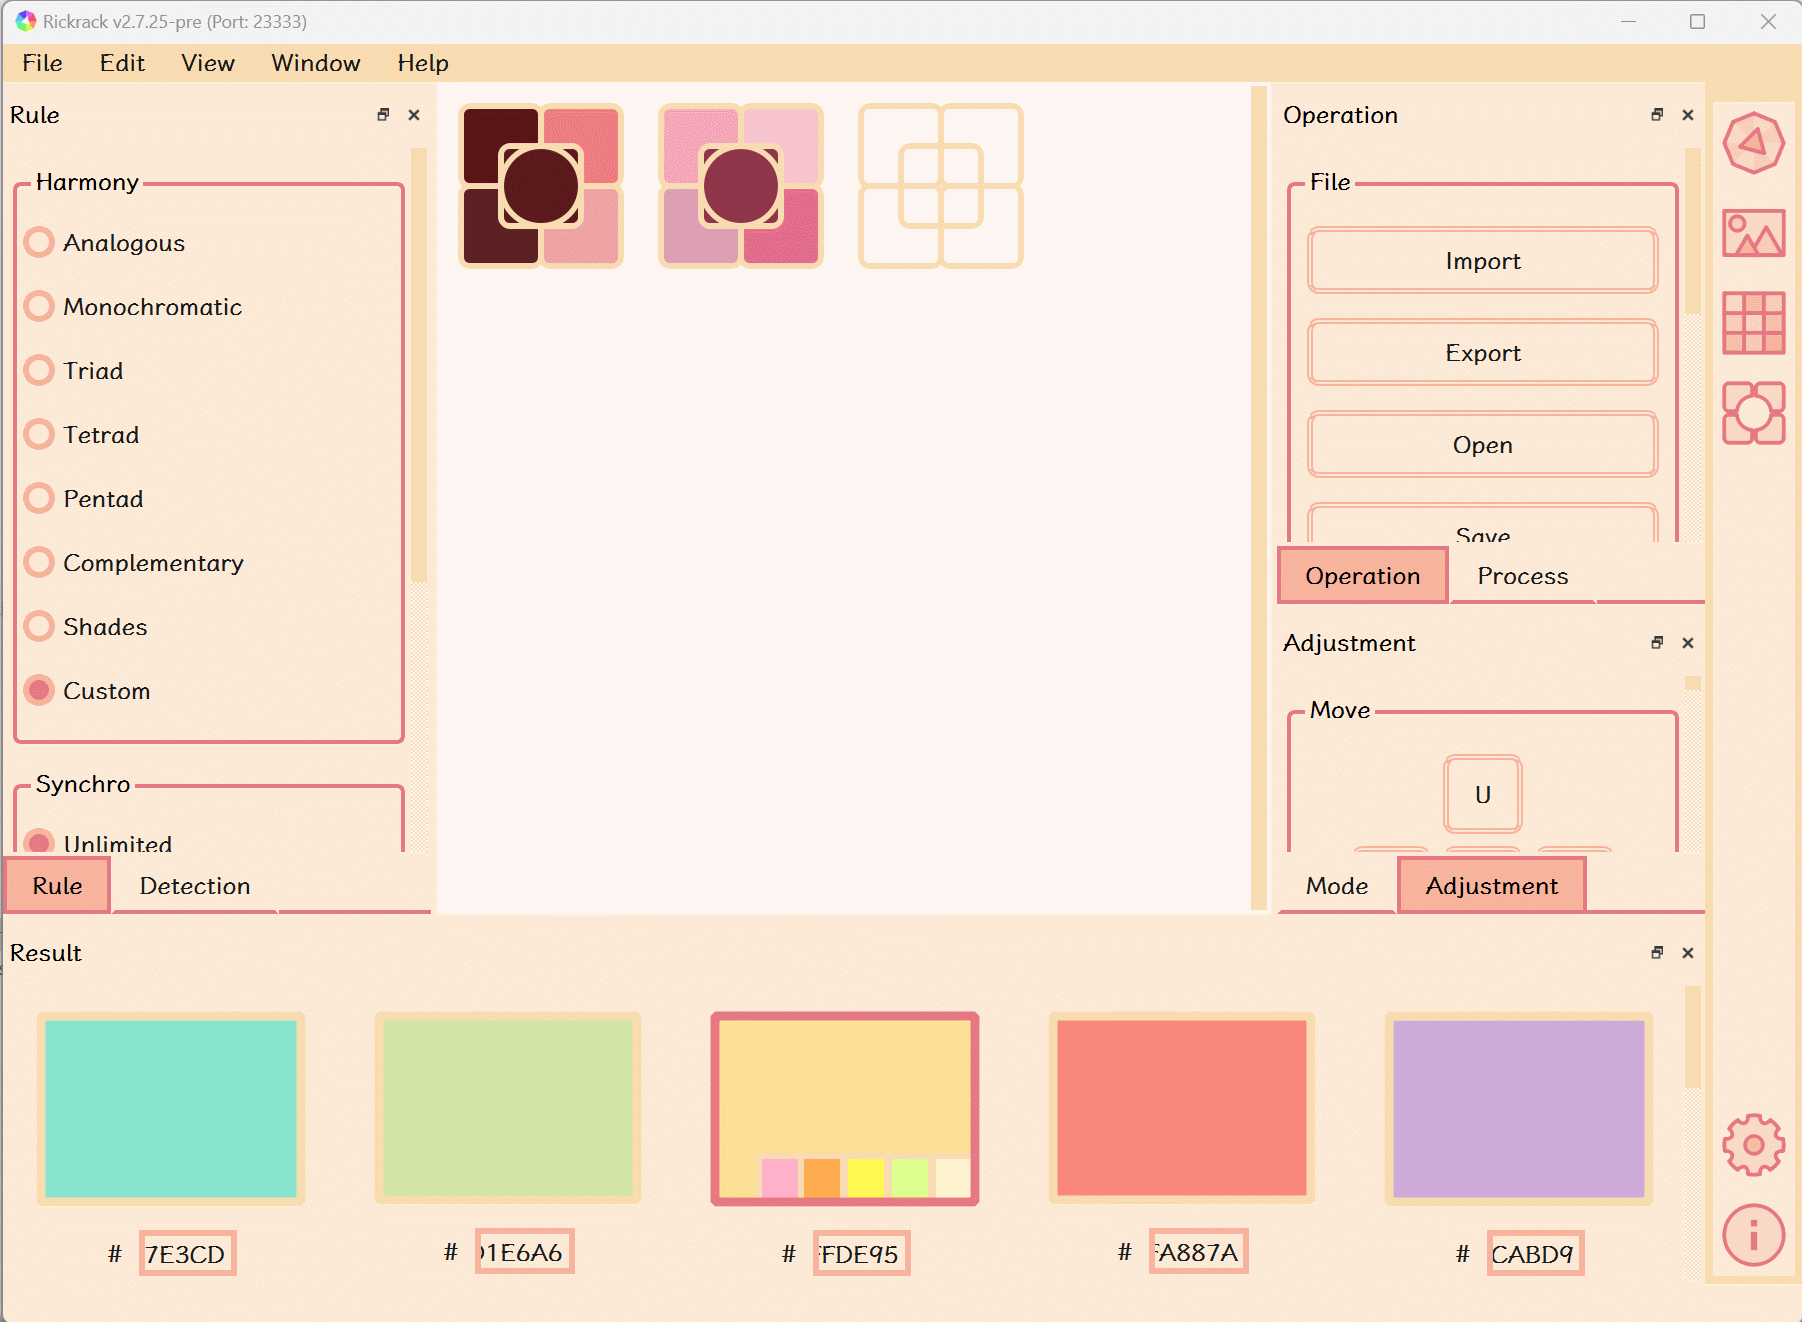 Rickrack v2.7.25-pre (Port: 23333)
File Edit View Window Help
Rule
Harmony
Analogous
Monochromatic
Triad
Tetrad
Pentad
Complementary
Shades
Custom
Synchro
Unlimited
Rule Detection
Operation
File
Import
Export
Open
Save
Operation Process
Adjustment
Move
U
Mode Adjustment
Result
# 7E3CD
# 1E6A6
# FDE95
# A887A
# CABD9